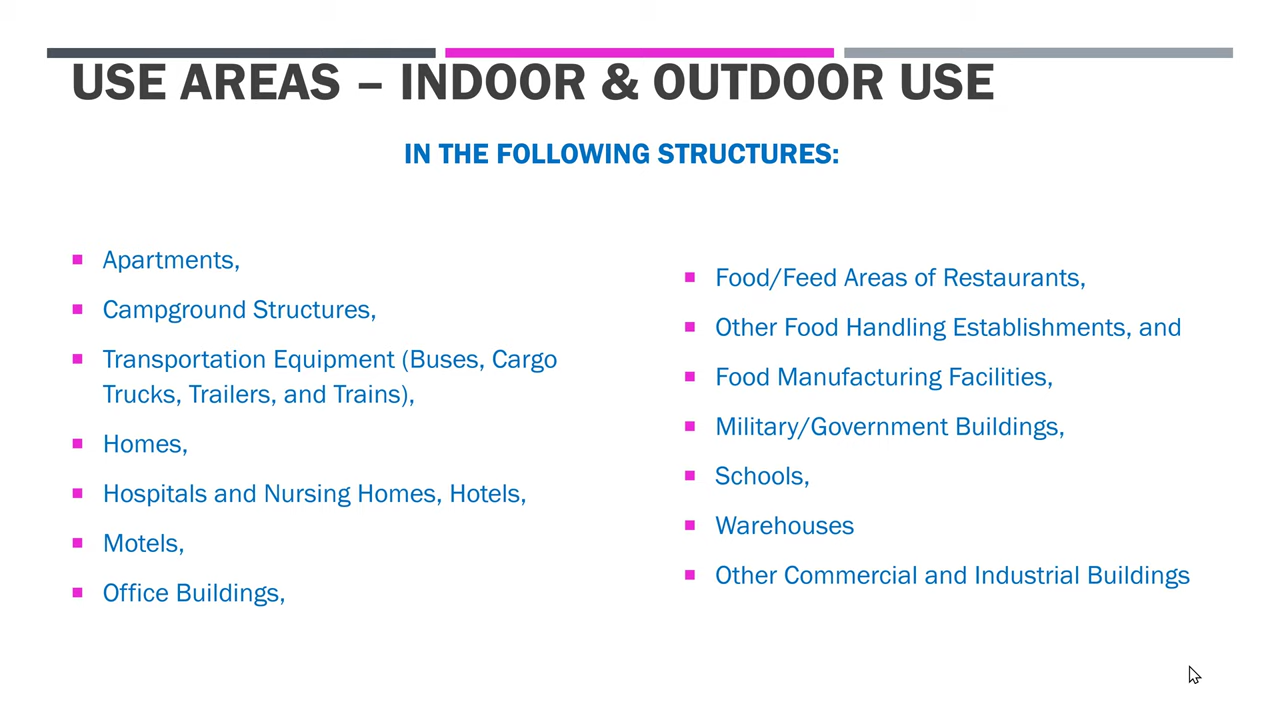 USE AREAS – INDOOR & OUTDOOR USE
IN THE FOLLOWING STRUCTURES:
Apartments,
Campground Structures,
Transportation Equipment (Buses, Cargo
Trucks, Trailers, and Trains),
Homes,
Hospitals and Nursing Homes, Hotels,
Motels,
Office Buildings,
Food/Feed Areas of Restaurants,
Other Food Handling Establishments, and
Food Manufacturing Facilities,
Military/Government Buildings,
Schools,
Warehouses
Other Commercial and Industrial Buildings